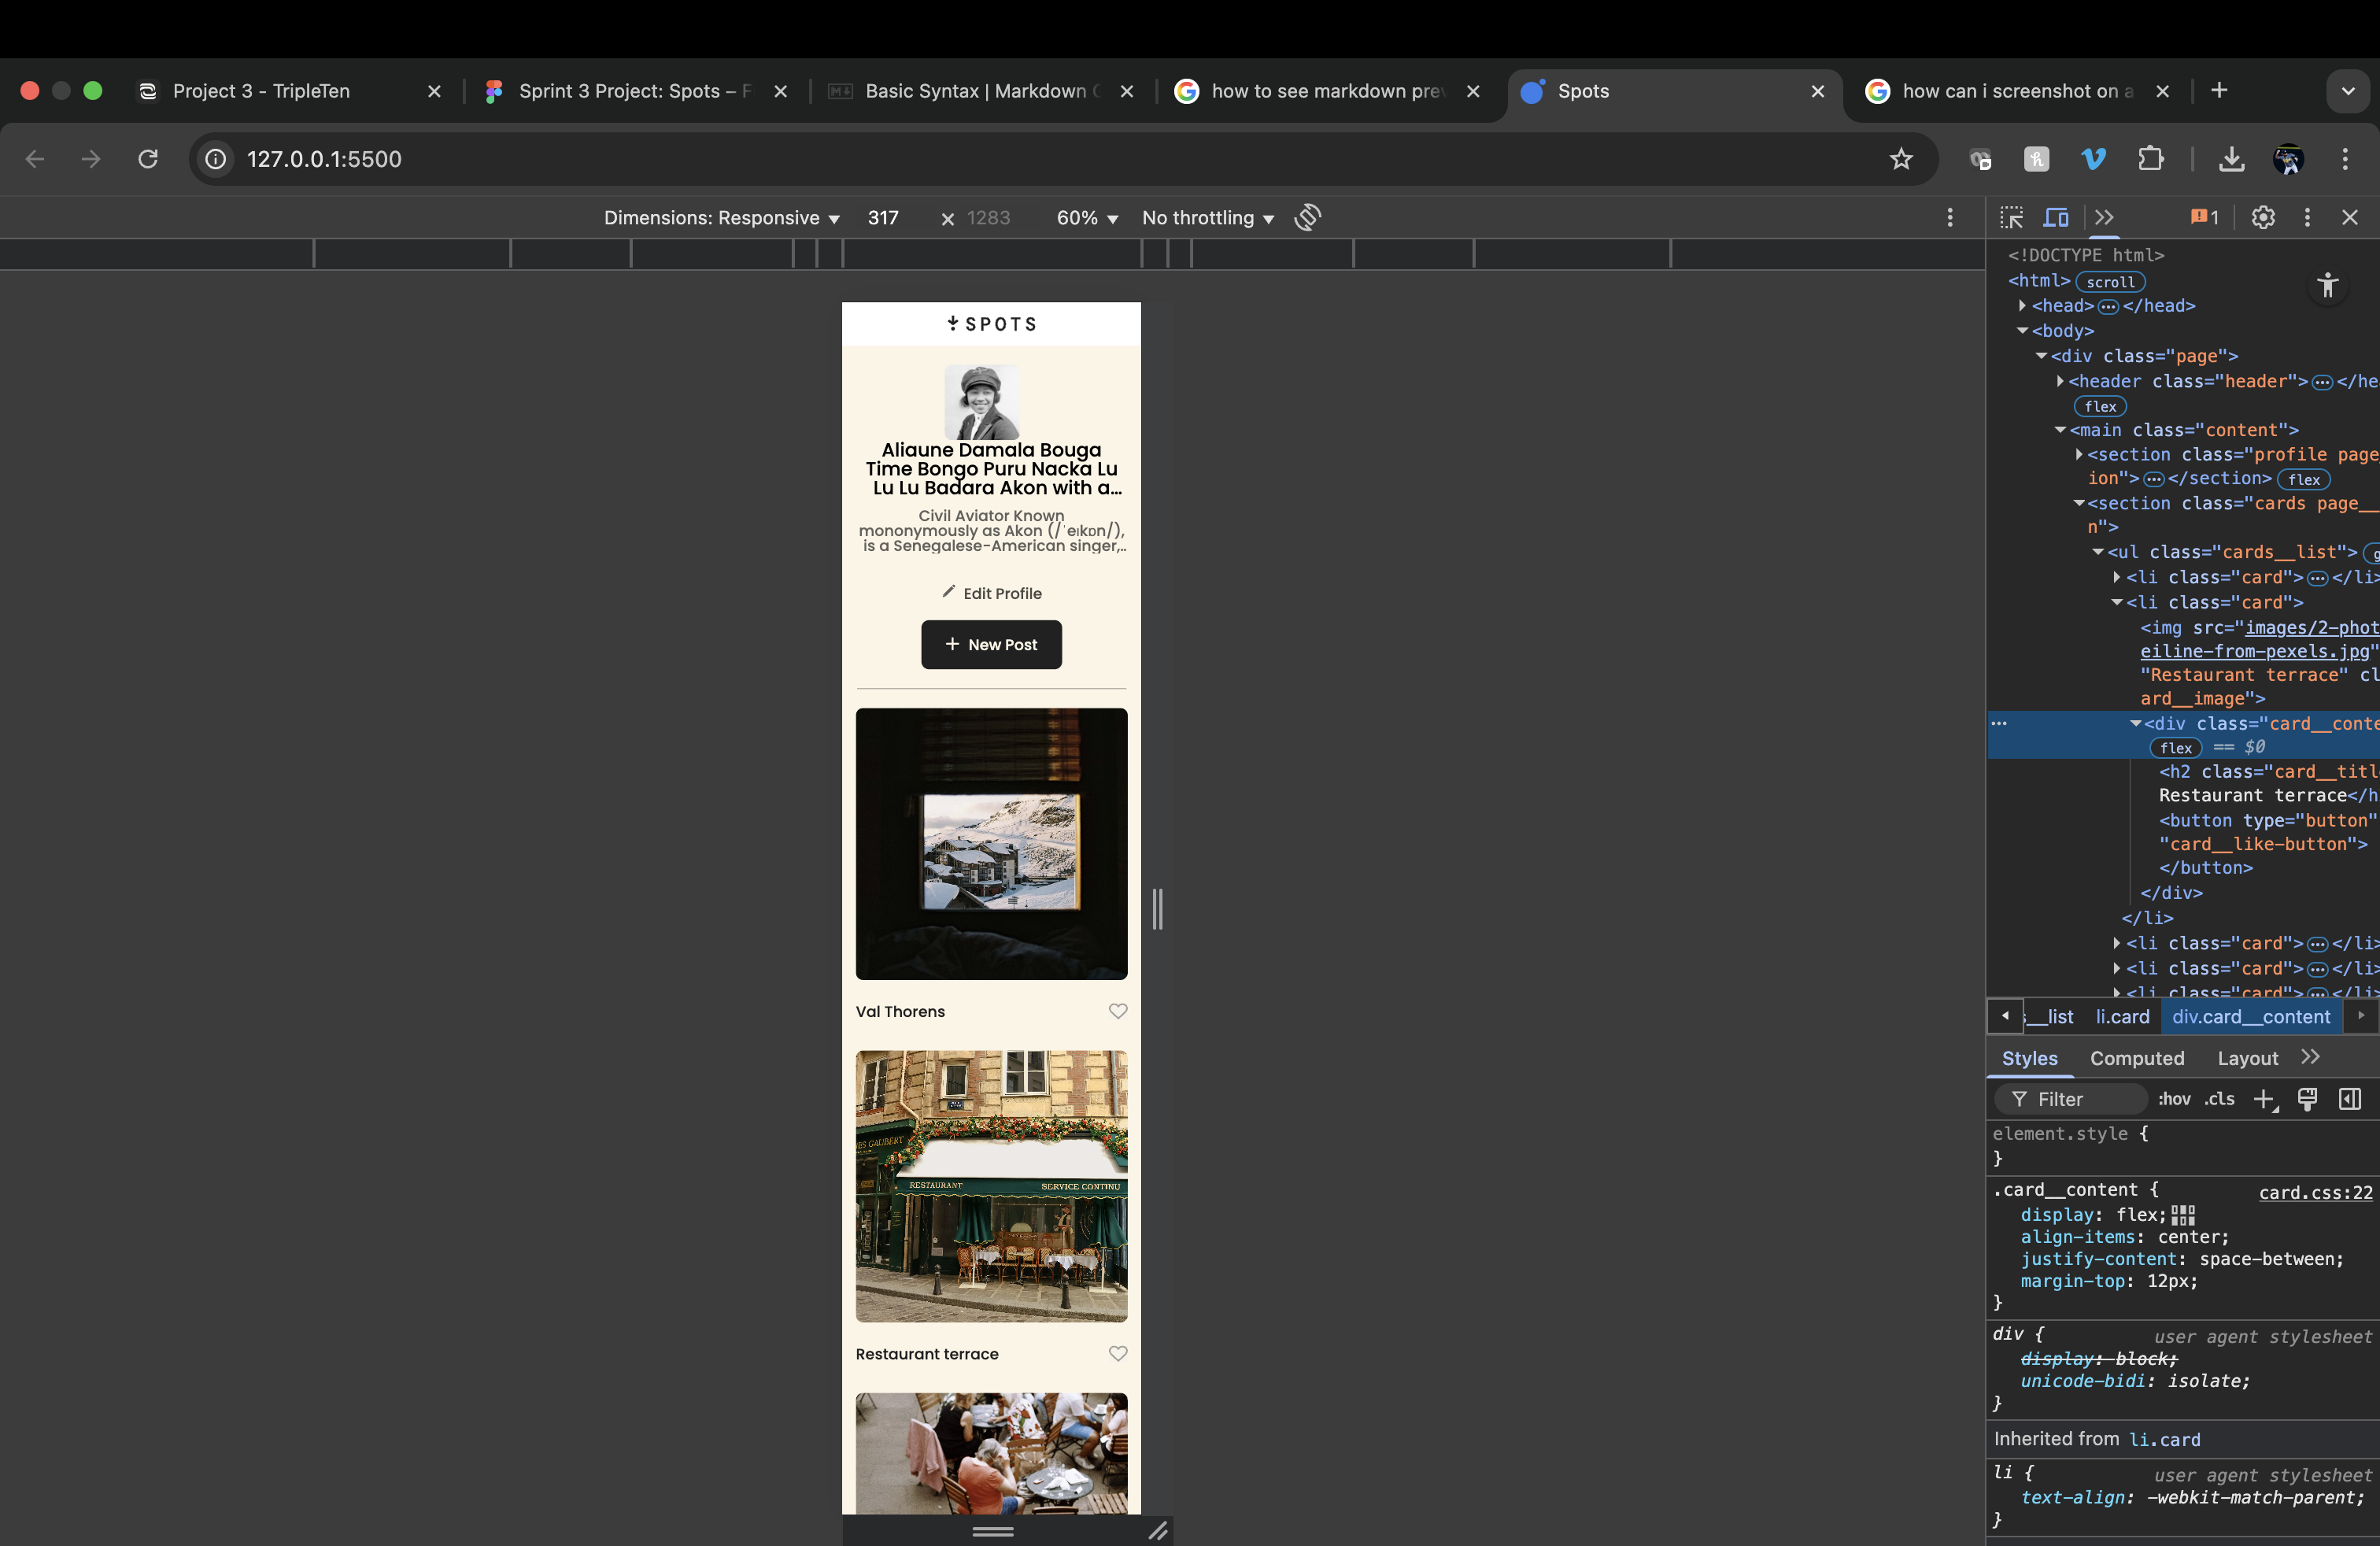 Project 3 - TripleTen
Sprint 3 Project: Spots – F
Basic Syntax | Markdown G
how to see markdown prev
Spots
how can i screenshot on a
127.0.0.1:5500
Dimensions: Responsive
317
× 1283
60%
No throttling
1
SPOTS
Aliaune Damala Bouga
Time Bongo Puru Nacka Lu
Lu Lu Badara Akon with a...
Civil Aviator Known
mononymously as Akon (/ˈeɪkɒn/),
is a Senegalese-American singer,..
Edit Profile
+ New Post
Val Thorens
RESTAURANT
SERVICE CONTINU
Restaurant terrace
<!DOCTYPE html>
<html> scroll
<head> ... </head>
<body>
<div class="page">
<header class="header"> ... </he
flex
<main class="content">
<section class="profile page_
ion"> ... </section> flex
<section class="cards page__
n">
<ul class="cards__list"> g
<li class="card"> ... </li>
<li class="card">
<img src="images/2-phot
eiline-from-pexels.jpg"
"Restaurant terrace" cl
ard__image">
... <div class="card__conte
flex == $0
<h2 class="card__titl
Restaurant terrace</h
<button type="button"
"card__like-button">
</button>
</div>
</li>
<li class="card"> ... </li>
<li class="card"> ... </li>
<li class="card"> ... </li>
s__list
li.card
div.card__content
Styles
Computed
Layout
Filter
:hov
.cls
element.style {
}
.card__content {
card.css:22
display: flex;
align-items: center;
justify-content: space-between;
margin-top: 12px;
}
div {
user agent stylesheet
display: block;
unicode-bidi: isolate;
}
Inherited from li.card
li {
user agent stylesheet
text-align: -webkit-match-parent;
}